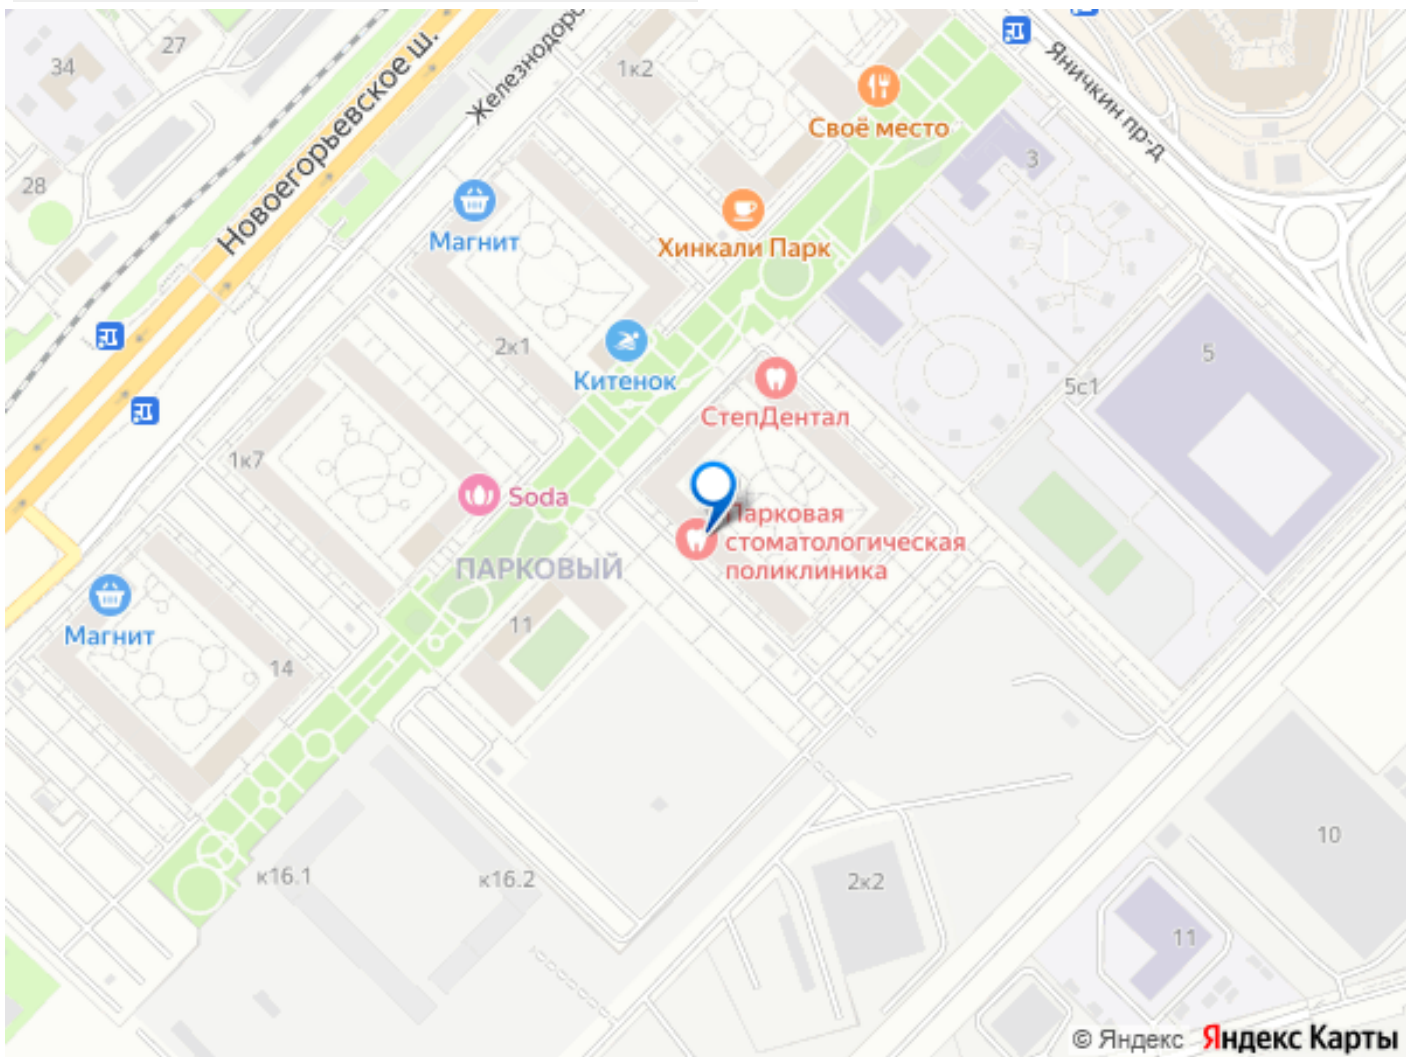 27
34
28
Новоегорьевское ш.
Железнодоро
1к2
Своё место
Яничкин пр-д
3
Магнит
Хинкали Парк
2к1
Китенок
СтепДентал
5
5с1
1к7
Soda
Парковая
стоматологическая
поликлиника
ПАРКОВЫЙ
Магнит
11
14
к16.1
к16.2
2к2
10
11
© Яндекс Яндекс Карты